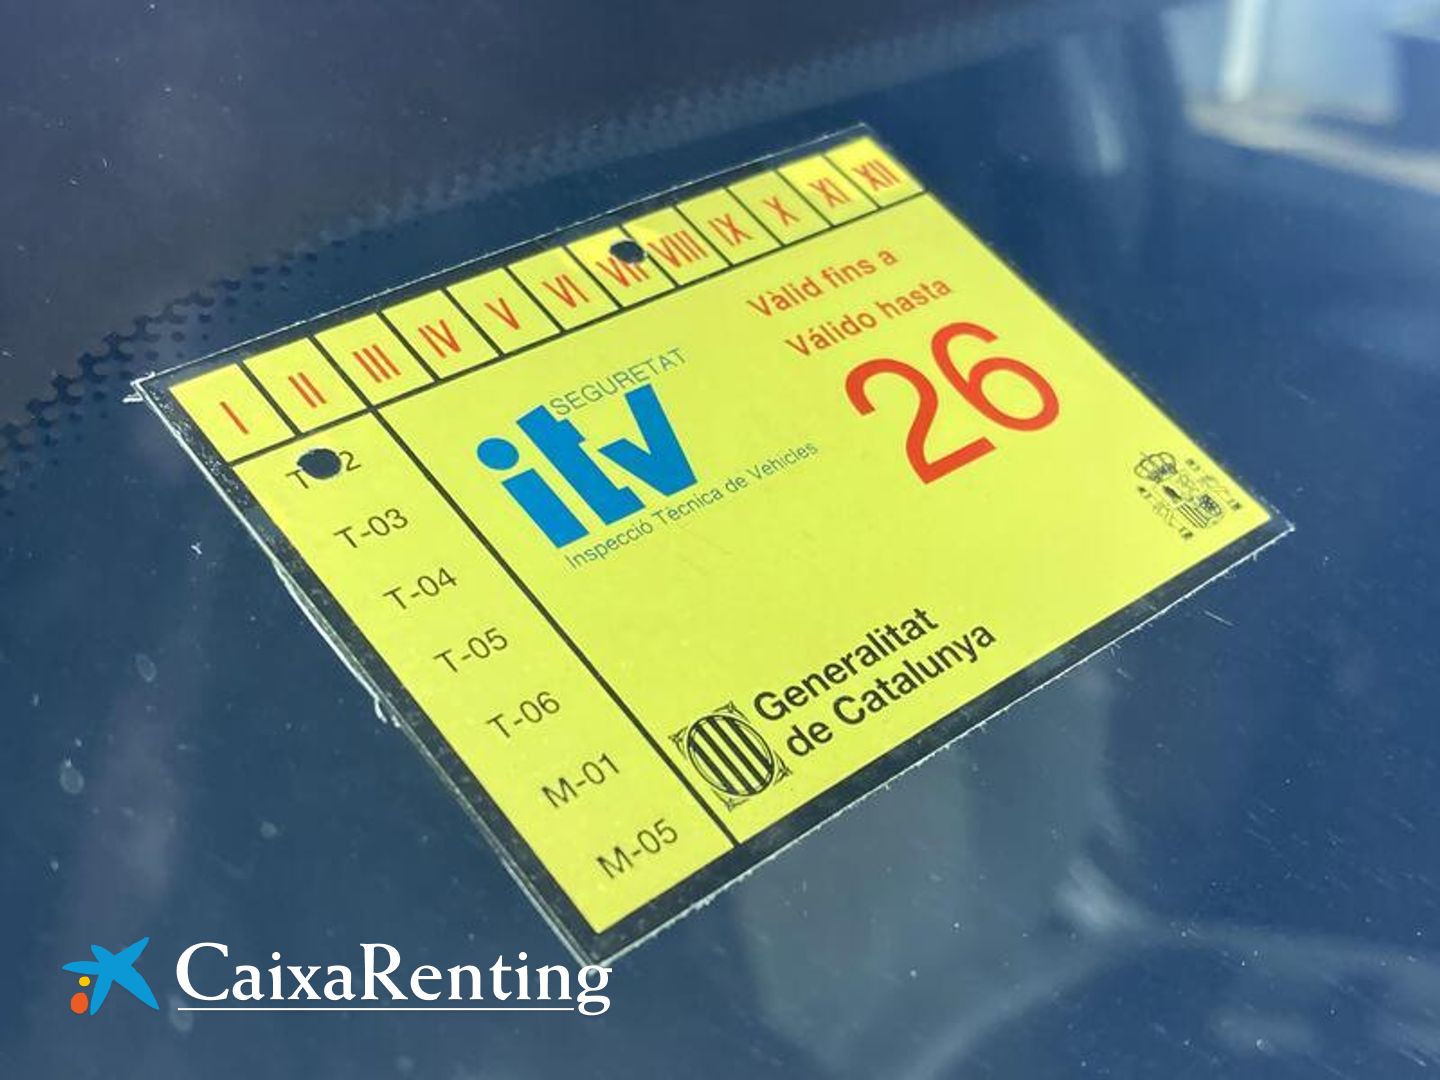 I II III IV V VI VII VIII IX X XI XII
T-02
T-03
T-04
T-05
T-06
M-01
M-05
SEGURETAT
itv
Inspecció Tècnica de Vehicles
Vàlid fins a
Válido hasta
26
Generalitat
de Catalunya
CaixaRenting